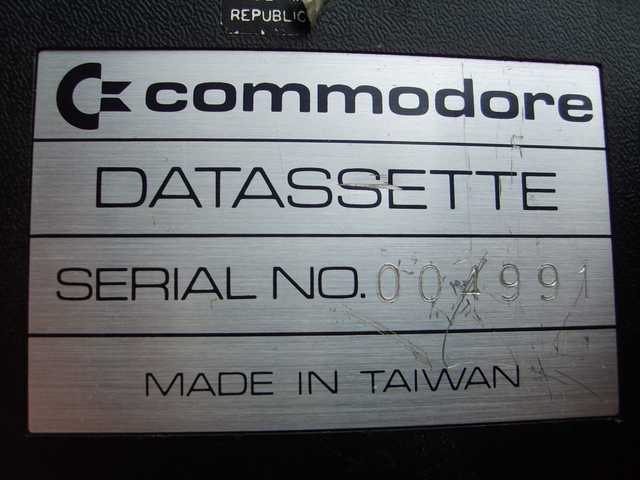 REPUBLIC
commodore
DATASSETTE
SERIAL NO. 004991
MADE IN TAIWAN